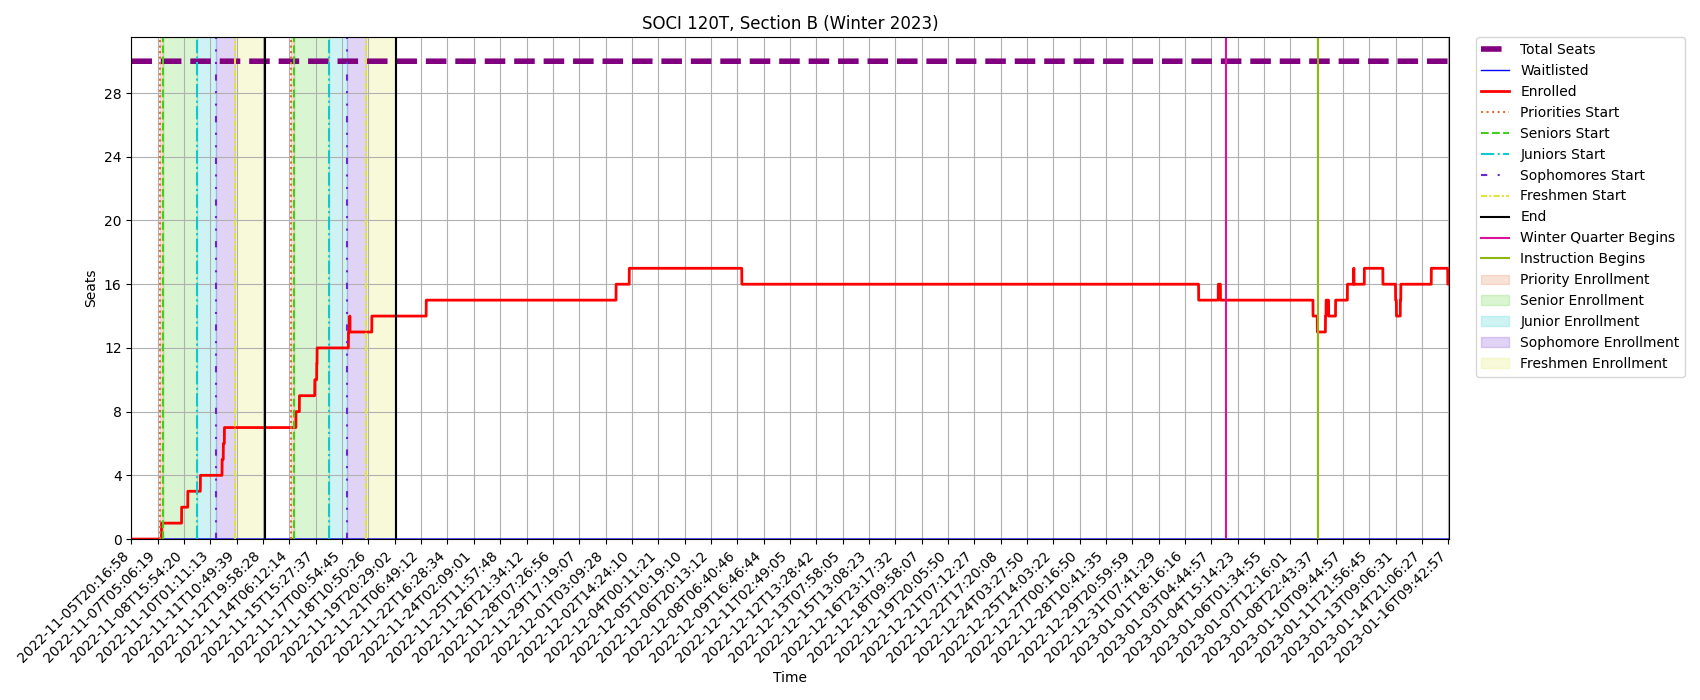 SOCI 120T, Section B (Winter 2023)
Total Seats
Waitlisted
Enrolled
Priorities Start
Seniors Start
Juniors Start
Sophomores Start
Freshmen Start
End
Winter Quarter Begins
Instruction Begins
Priority Enrollment
Senior Enrollment
Junior Enrollment
Sophomore Enrollment
Freshmen Enrollment
Seats
28
24
20
16
12
8
4
0
2022-11-05T20:16:58
2022-11-07T05:06:19
2022-11-08T15:54:20
2022-11-10T01:11:13
2022-11-11T10:49:39
2022-11-12T19:58:28
2022-11-14T06:12:14
2022-11-15T15:27:37
2022-11-17T00:54:45
2022-11-18T10:50:26
2022-11-19T20:29:02
2022-11-21T06:49:12
2022-11-22T16:28:34
2022-11-24T02:09:01
2022-11-25T11:57:48
2022-11-26T21:34:12
2022-11-28T07:26:56
2022-11-29T17:19:07
2022-12-01T03:09:28
2022-12-02T14:24:10
2022-12-04T00:11:21
2022-12-05T10:19:10
2022-12-06T20:13:12
2022-12-08T06:40:46
2022-12-09T16:46:44
2022-12-11T02:49:05
2022-12-12T13:28:42
2022-12-13T17:58:05
2022-12-15T13:08:23
2022-12-16T23:17:32
2022-12-18T09:58:07
2022-12-19T20:05:50
2022-12-21T07:12:27
2022-12-22T17:20:08
2022-12-24T03:27:50
2022-12-25T14:03:22
2022-12-27T00:16:50
2022-12-28T10:41:35
2022-12-29T20:59:59
2022-12-31T07:41:29
2023-01-01T18:16:16
2023-01-03T04:44:57
2023-01-04T15:14:23
2023-01-06T01:34:55
2023-01-07T12:16:01
2023-01-08T22:43:37
2023-01-10T09:44:57
2023-01-11T21:56:45
2023-01-13T09:06:31
2023-01-14T21:06:27
2023-01-16T09:42:57
Time